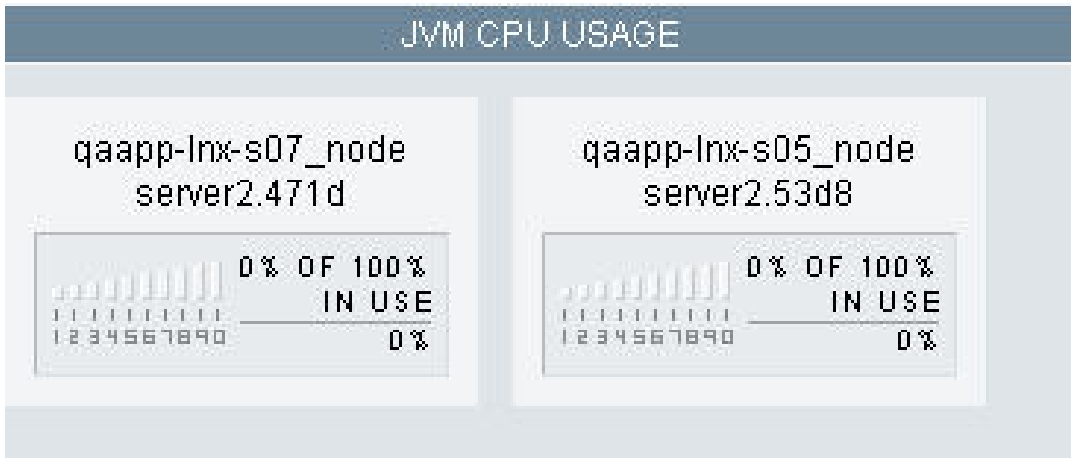 JVM CPU USAGE
qaapp-lnx-s07_node
server2.471d
0% OF 100%
IN USE
1234567890
0%
qaapp-lnx-s05_node
server2.53d8
0% OF 100%
IN USE
1234567890
0%